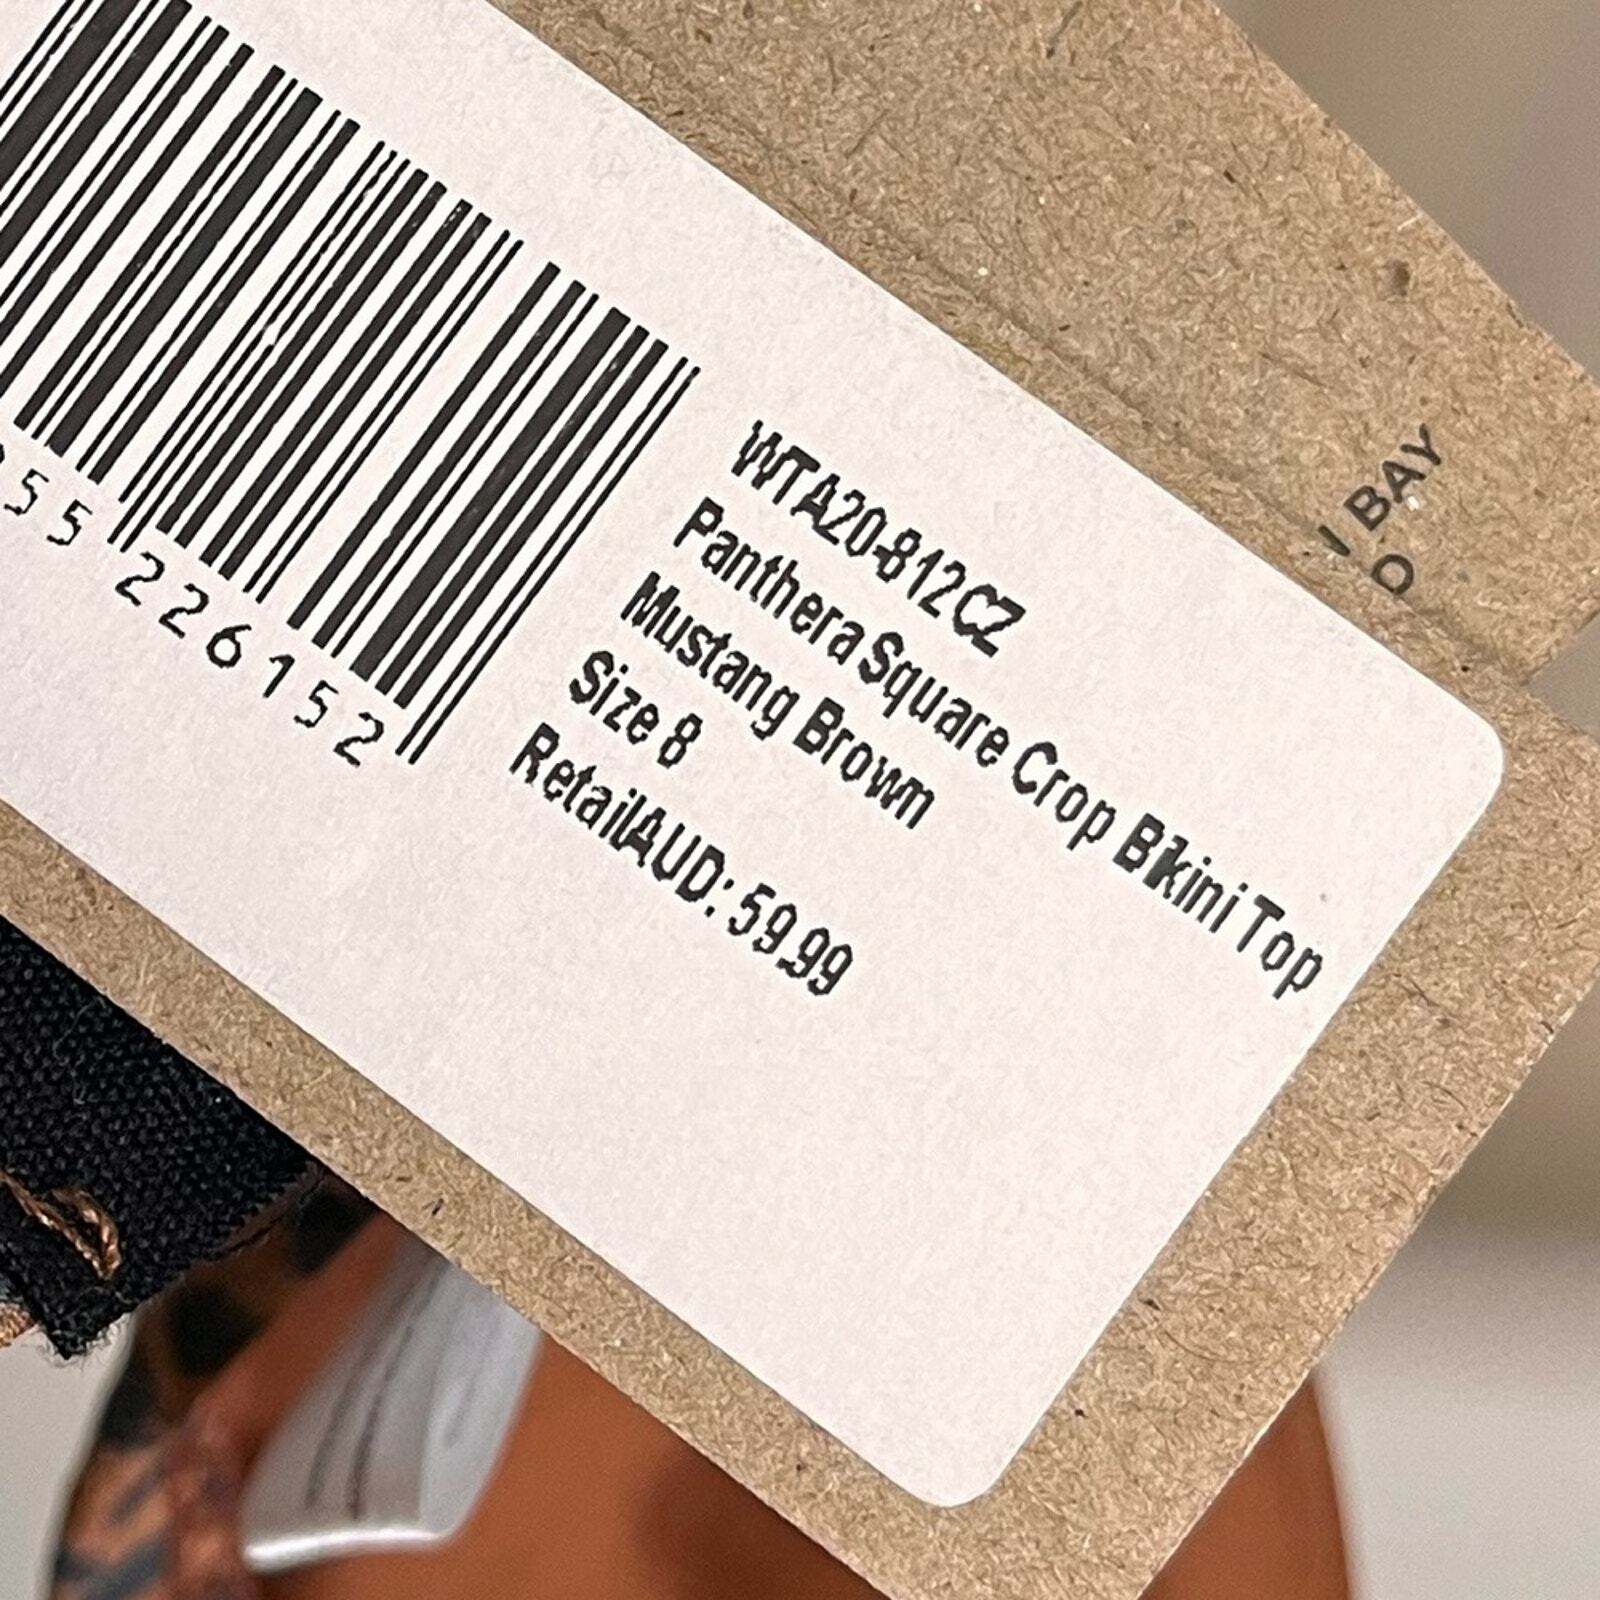 WTA20-812CZ
Panthera Square Crop Bikini Top
Mustang Brown
Size 8
RetailAUD: 59.99
55 226152
BAY